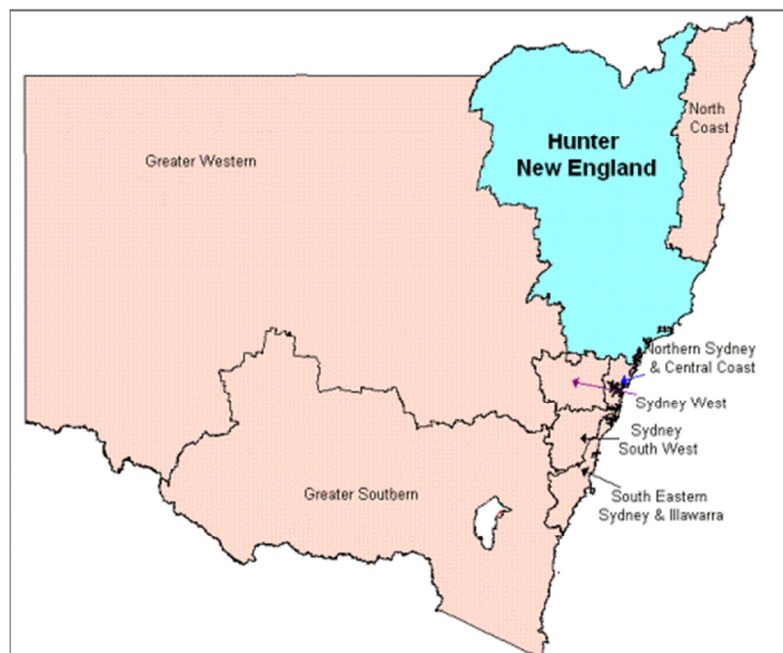 North
Coast
Hunter
New England
Greater Western
Northern Sydney
& Central Coast
Sydney West
Sydney
South West
Greater Southern
South Eastern
Sydney & Illawarra